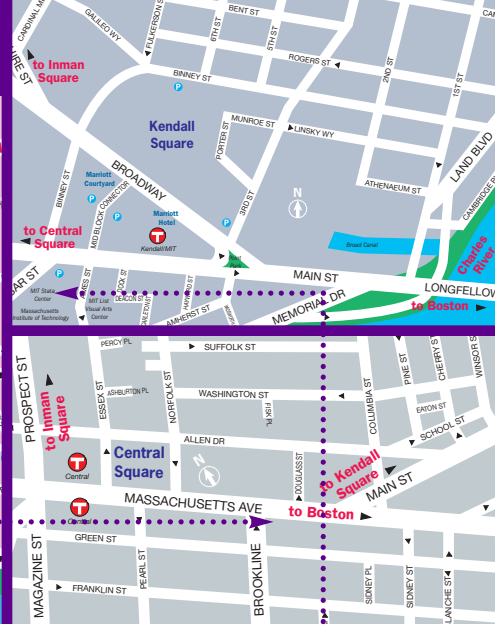 CARDINAL M
GALILEO WY
FULKERSON S
BENT ST
6TH ST
5TH ST
ROGERS ST
2ND ST
1ST ST
CA
to Inman
Square
BINNEY ST
LAND BLVD
Kendall
Square
PORTER ST
MUNROE ST
LINSKY WY
CAMBRIDGE P
ATHENAEUM ST
BROADWAY
3RD ST
BINNEY ST
Marriott
Courtyard
MID BLOCK CONNECTOR
Marriott
Hotel
P
T
Kendall/MIT
N
to Central
Square
Broad Canal
Charles
River
Point
Park
MAIN ST
LONGFELLOW
to Boston
MEMORIAL DR
MIT Stata
Center
Massachusetts
Institute of Technology
MIT List
Visual Arts
Center
DEACON ST
HAYWARD ST
AMHERST ST
PERCY PL
SUFFOLK ST
PROSPECT ST
to Inman
Square
ESSEX ST
ASHBURTON PL
NORFOLK ST
WASHINGTON ST
FISK PL
COLUMBIA ST
PINE ST
CHERRY S
WINSOR S
EATON ST
SCHOOL ST
ALLEN DR
Central
Square
N
DOUGLASS ST
to Kendall
Square
MAIN ST
T
Central
T
Central
MASSACHUSETTS AVE
to Boston
GREEN ST
MAGAZINE ST
PEARL ST
BROOKLINE
FRANKLIN ST
SIDNEY PL
SIDNEY ST
LANCHE ST